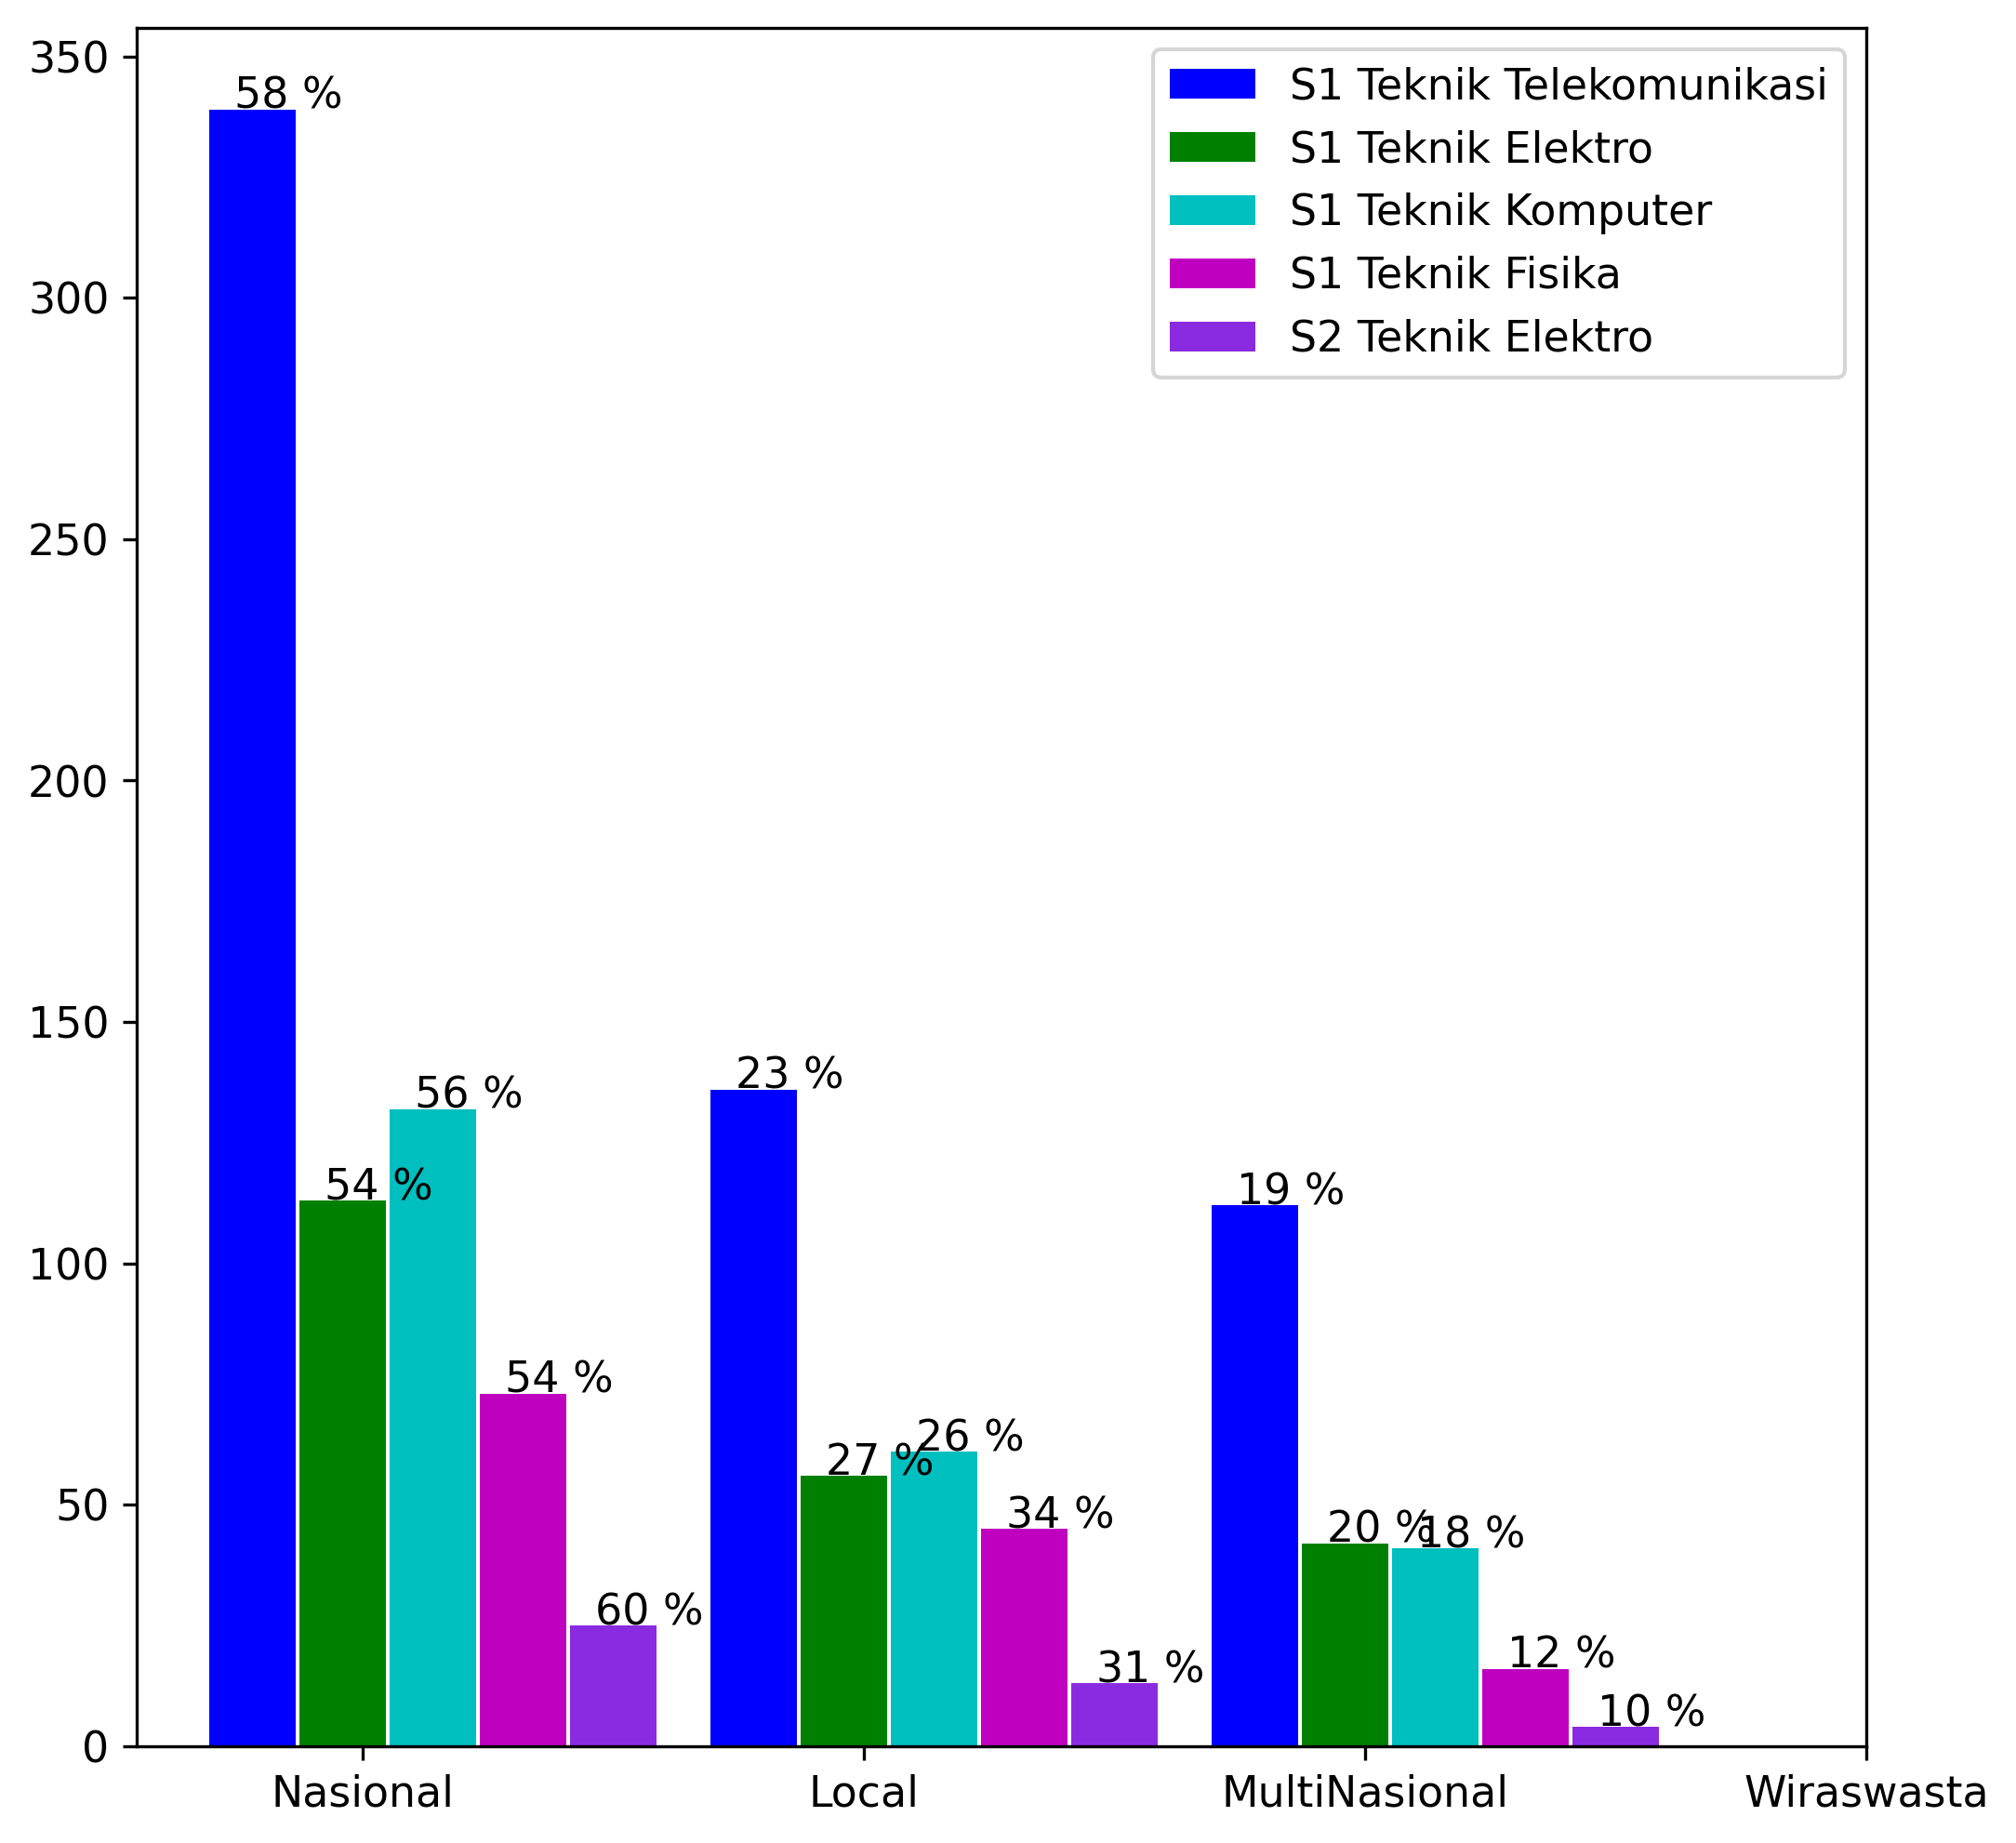 350
300
250
200
150
100
50
0
58 %
54 %
56 %
54 %
60 %
23 %
27 %
26 %
34 %
31 %
19 %
20 %
18 %
12 %
10 %
Nasional
Local
MultiNasional
Wiraswasta
S1 Teknik Telekomunikasi
S1 Teknik Elektro
S1 Teknik Komputer
S1 Teknik Fisika
S2 Teknik Elektro